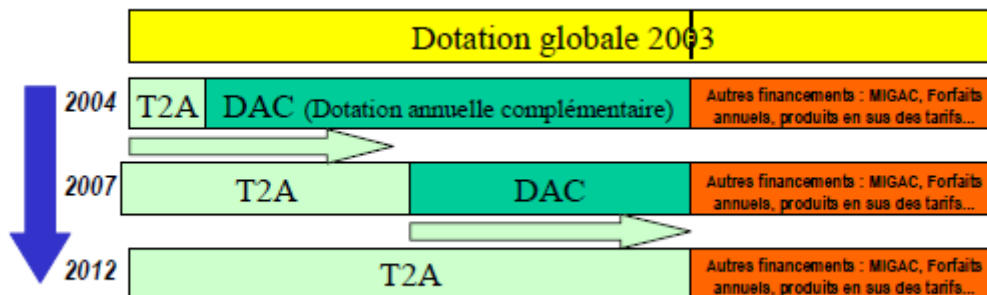 Dotation globale 2003
2004
T2A
DAC (Dotation annuelle complémentaire)
Autres financements : MIGAC, Forfaits
annuels, produits en sus des tarifs...
2007
T2A
DAC
Autres financements : MIGAC, Forfaits
annuels, produits en sus des tarifs...
2012
T2A
Autres financements : MIGAC, Forfaits
annuels, produits en sus des tarifs...